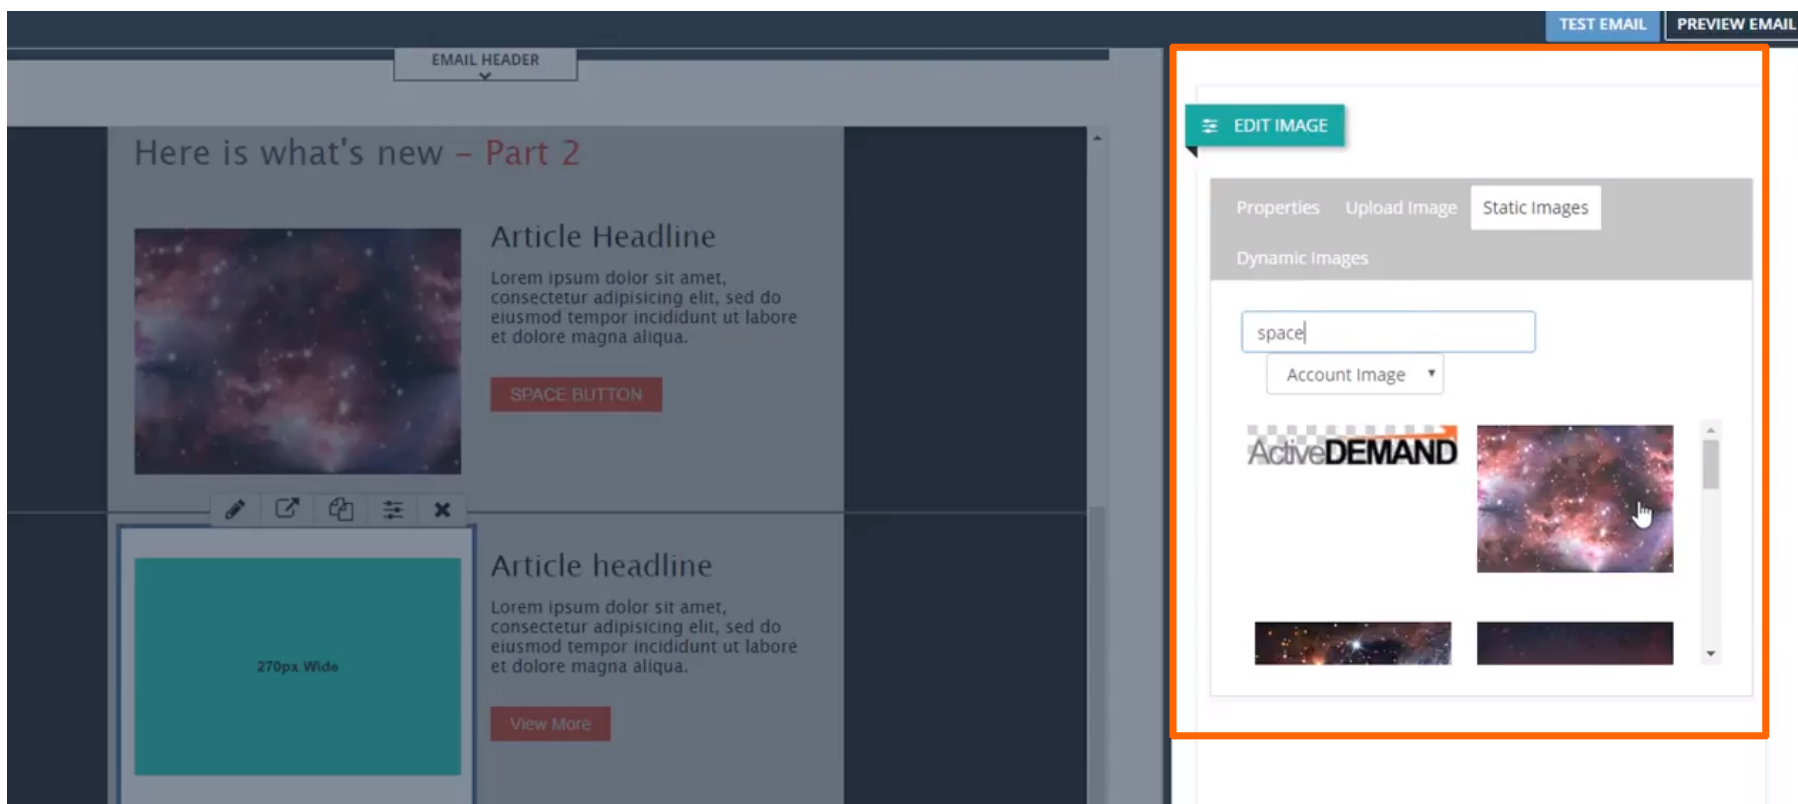 TEST EMAIL
PREVIEW EMAIL
EMAIL HEADER
Here is what's new – Part 2
Article Headline
Lorem ipsum dolor sit amet,
consectetur adipisicing elit, sed do
eiusmod tempor incididunt ut labore
et dolore magna aliqua.
SPACE BUTTON
Article headline
Lorem ipsum dolor sit amet,
consectetur adipisicing elit, sed do
eiusmod tempor incididunt ut labore
et dolore magna aliqua.
View More
270px Wide
EDIT IMAGE
Properties
Upload Image
Static Images
Dynamic Images
space
Account Image
ActiveDEMAND